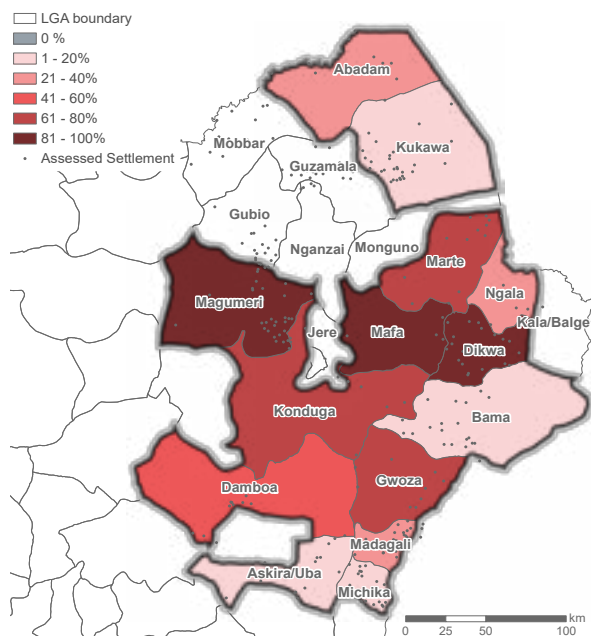 LGA boundary
0 %
1 - 20%
21 - 40%
41 - 60%
61 - 80%
81 - 100%
Assessed Settlement
Abadam
Mobbar
Kukawa
Guzamala
Gubio
Nganzai
Monguno
Marte
Ngala
Magumeri
Jere
Mafa
Kala/Balge
Dikwa
Konduga
Bama
Damboa
Gwoza
Madagali
Askira/Uba
Michika
km
0 25 50 100